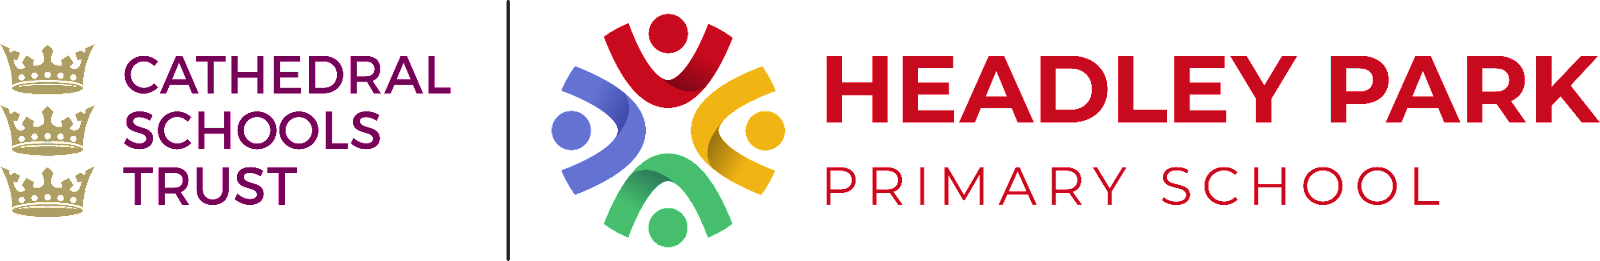 CATHEDRAL
SCHOOLS
TRUST
HEADLEY PARK
PRIMARY SCHOOL